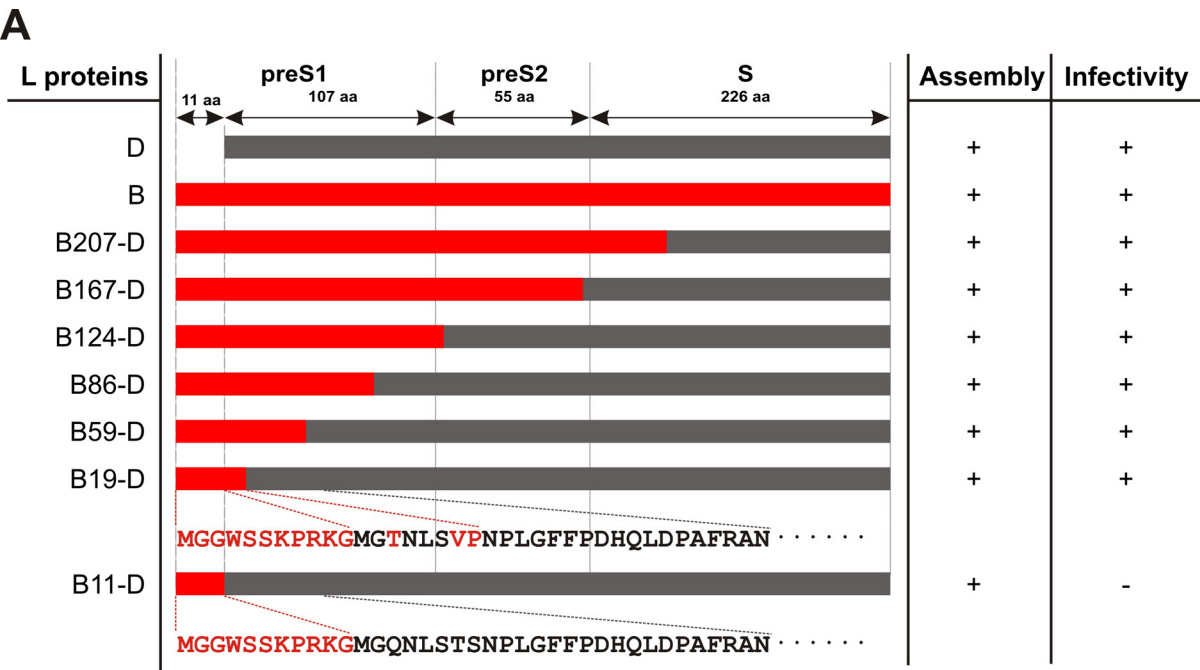 A
L proteins preS1 preS2 S Assembly Infectivity
11 aa 107 aa 55 aa 226 aa
D + +
B + +
B207-D + +
B167-D + +
B124-D + +
B86-D + +
B59-D + +
B19-D + +
MGGWSSKPRKGMGTNLSVPNPLGFFPDHQLDPAFRAN · · · · · · ·
B11-D + -
MGGWSSKPRKGMGQNLSTSNPLGFFPDHQLDPAFRAN · · · · · · ·